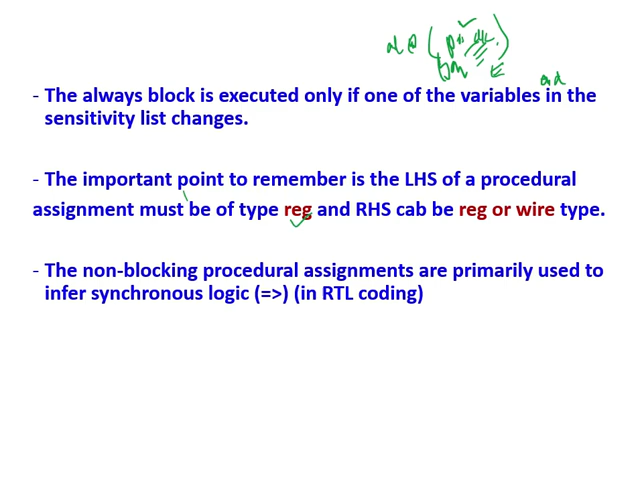 - The always block is executed only if one of the variables in the
sensitivity list changes.
- The important point to remember is the LHS of a procedural
assignment must be of type reg and RHS cab be reg or wire type.
- The non-blocking procedural assignments are primarily used to
infer synchronous logic (=>) (in RTL coding)